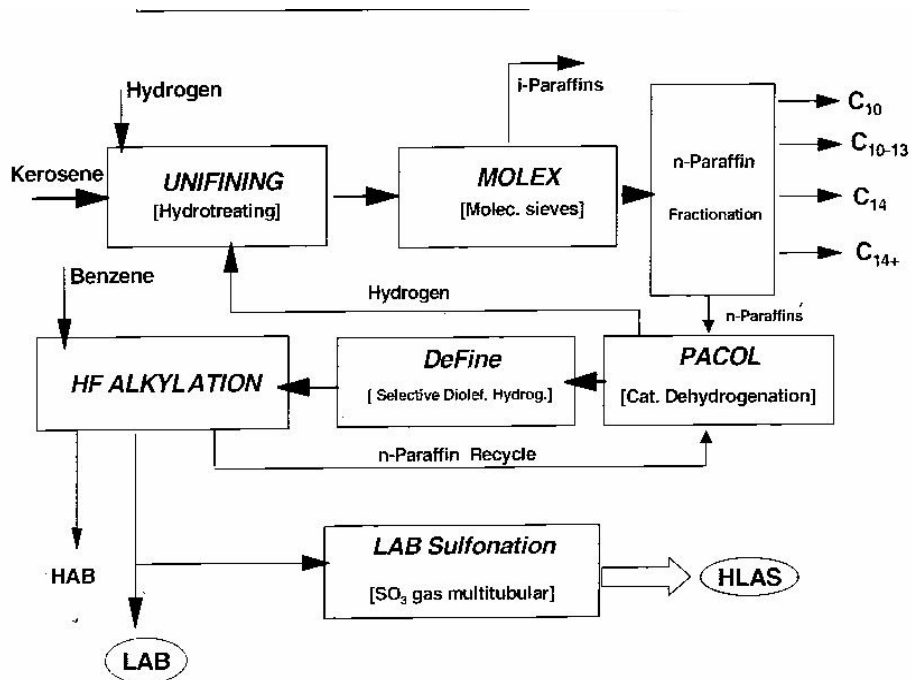 Hydrogen
Kerosene
UNIFINING
[Hydrotreating]
i-Paraffins
MOLEX
[Molec. sieves]
n-Paraffin
Fractionation
C₁₀
C₁₀₋₁₃
C₁₄
C₁₄₊
Benzene
Hydrogen
n-Paraffins
HF ALKYLATION
DeFine
[ Selective Diolef. Hydrog.]
PACOL
[Cat. Dehydrogenation]
n-Paraffin Recycle
HAB
LAB Sulfonation
[SO₃ gas multitubular]
HLAS
LAB